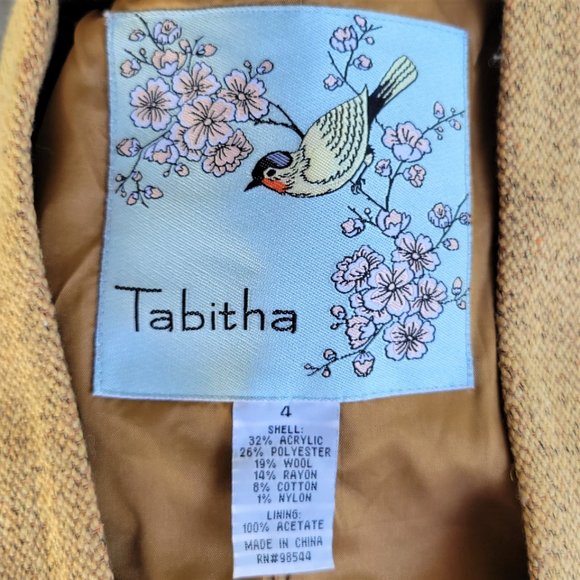 Tabitha
4
SHELL:
32% ACRYLIC
26% POLYESTER
19% WOOL
14% RAYON
8% COTTON
1% NYLON
LINING:
100% ACETATE
MADE IN CHINA
RN#98544